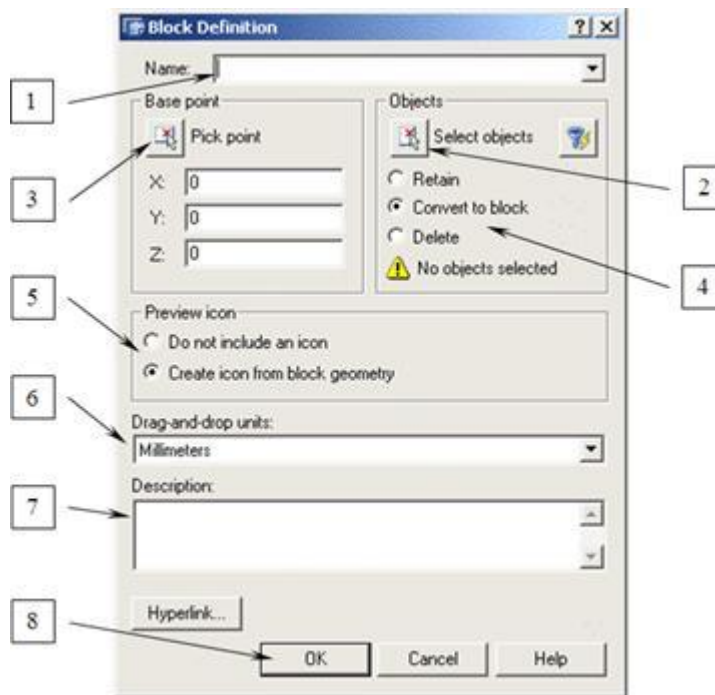 Block Definition
Name:
1
Base point
Objects
Pick point
Select objects
3
X: 0
Retain
2
Y: 0
Convert to block
Z: 0
Delete
No objects selected
4
5
Preview icon
Do not include an icon
Create icon from block geometry
6
Drag-and-drop units:
Millimeters
Description:
7
Hyperlink...
8
OK Cancel Help